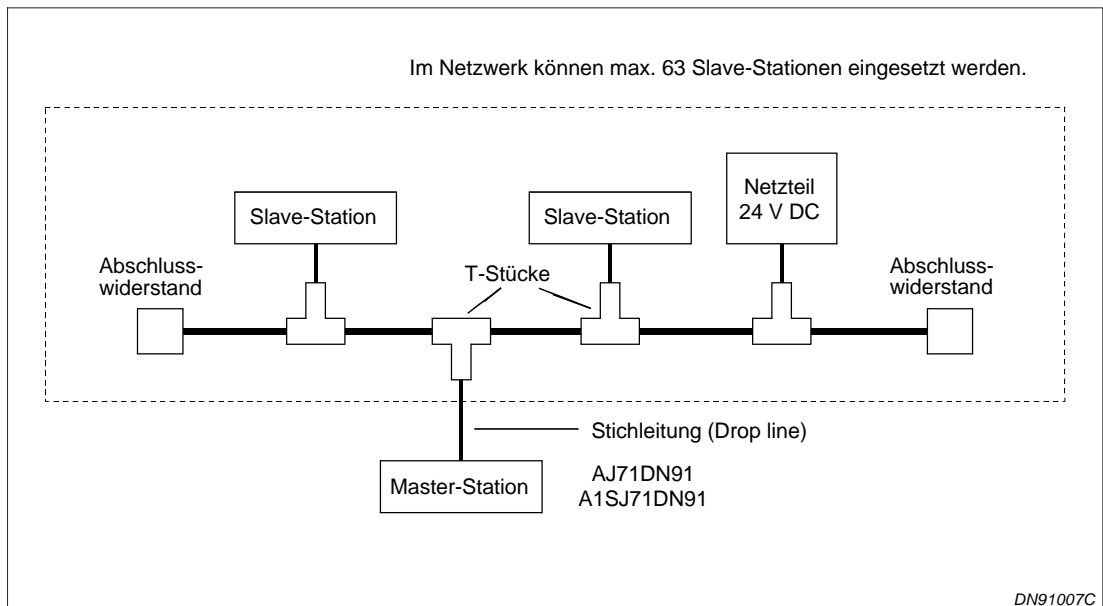 Im Netzwerk können max. 63 Slave-Stationen eingesetzt werden.
Netzteil
24 V DC
Slave-Station
Slave-Station
Abschluss-
widerstand
T-Stücke
Abschluss-
widerstand
Stichleitung (Drop line)
Master-Station
AJ71DN91
A1SJ71DN91
DN91007C